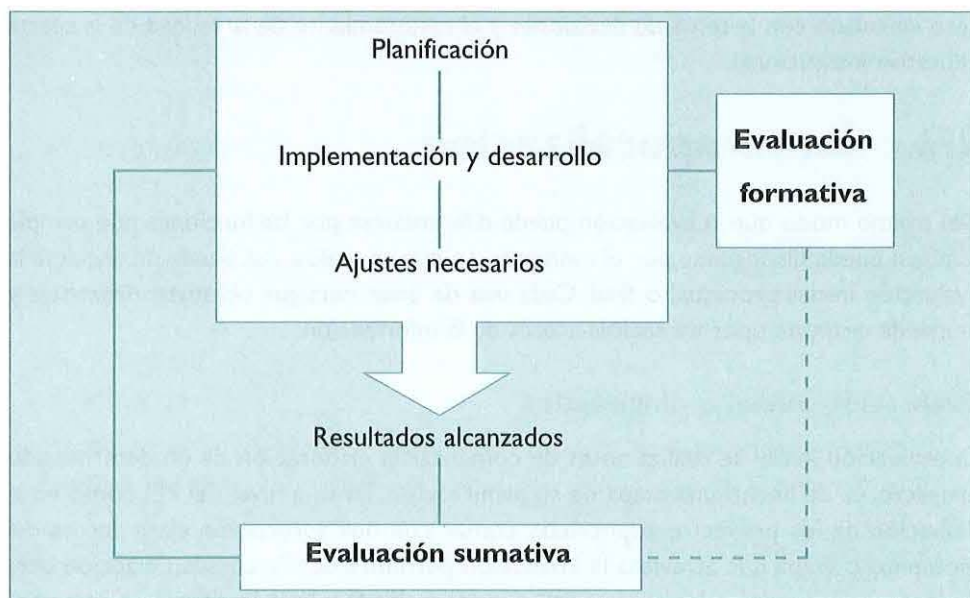 Planificación
Implementación y desarrollo
Evaluación
formativa
Ajustes necesarios
Resultados alcanzados
Evaluación sumativa